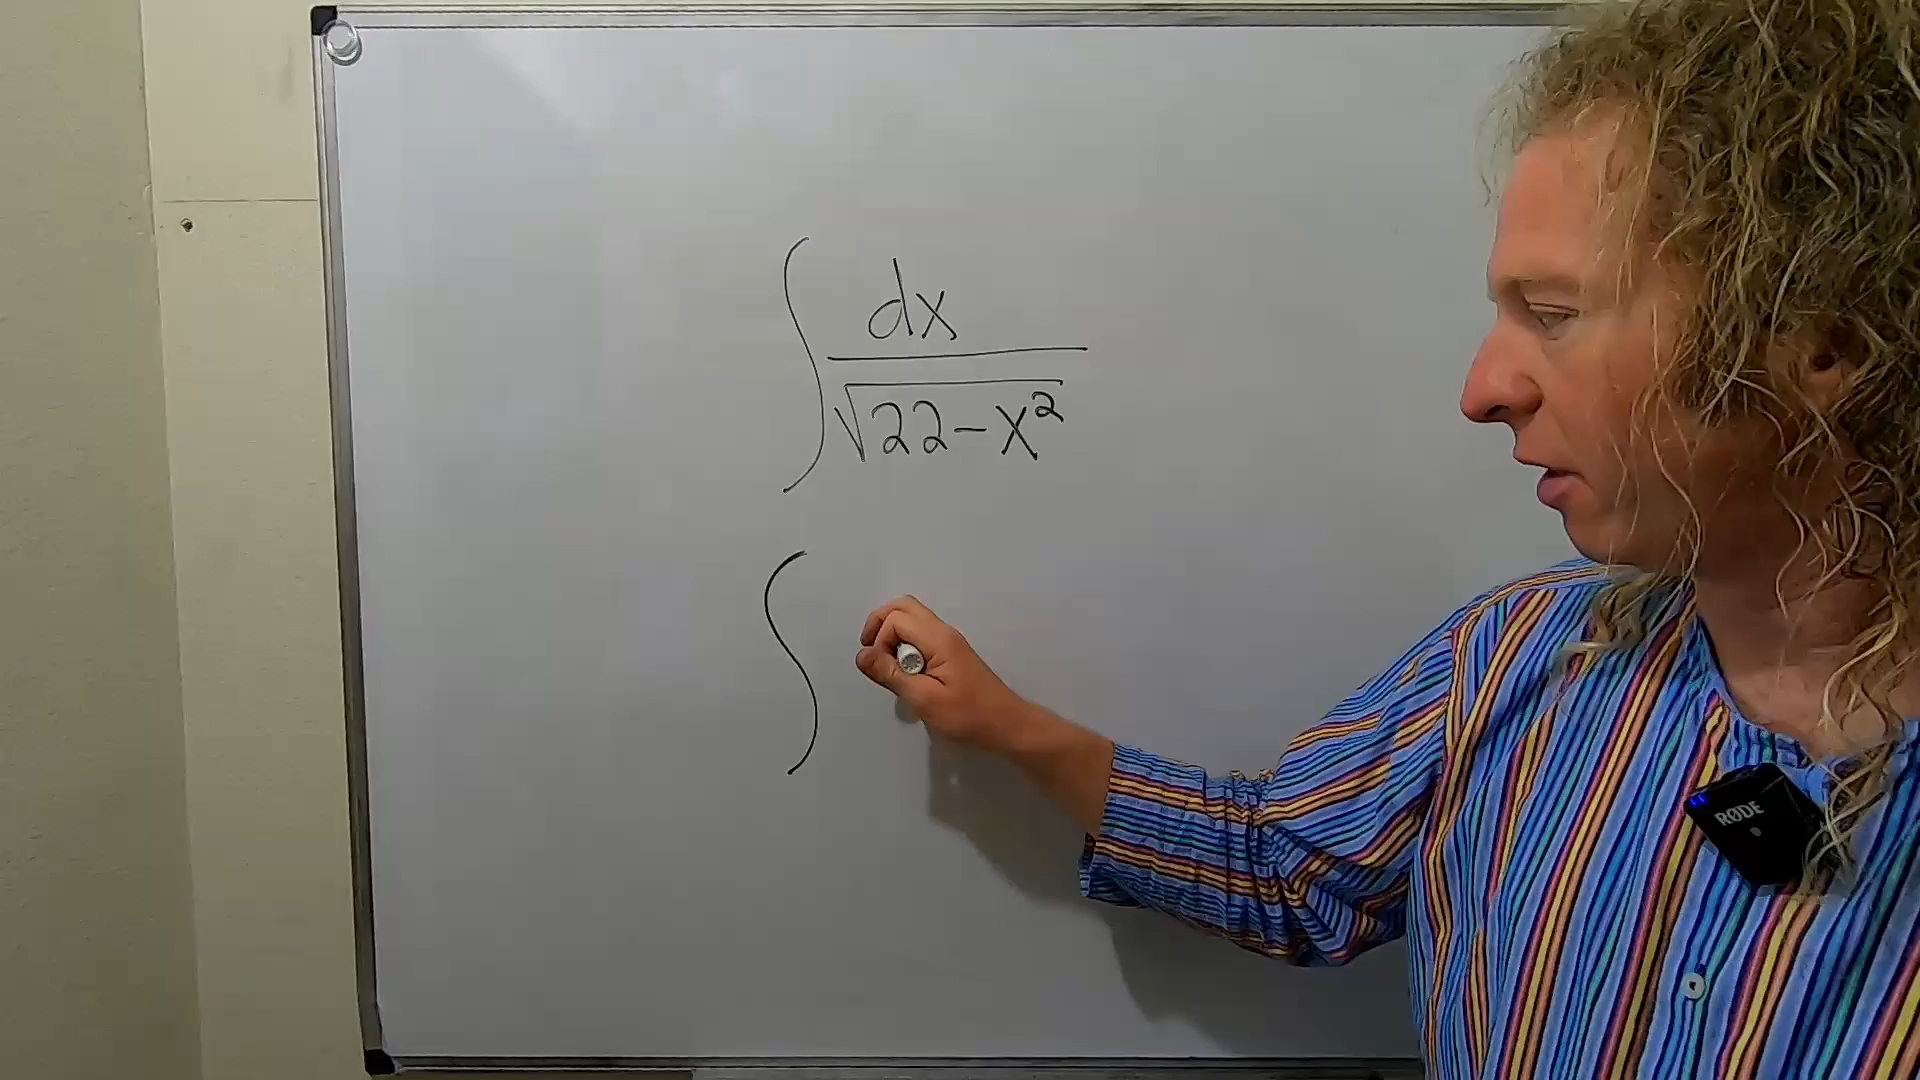 ∫ dx
√22-x²
∫
RØDE